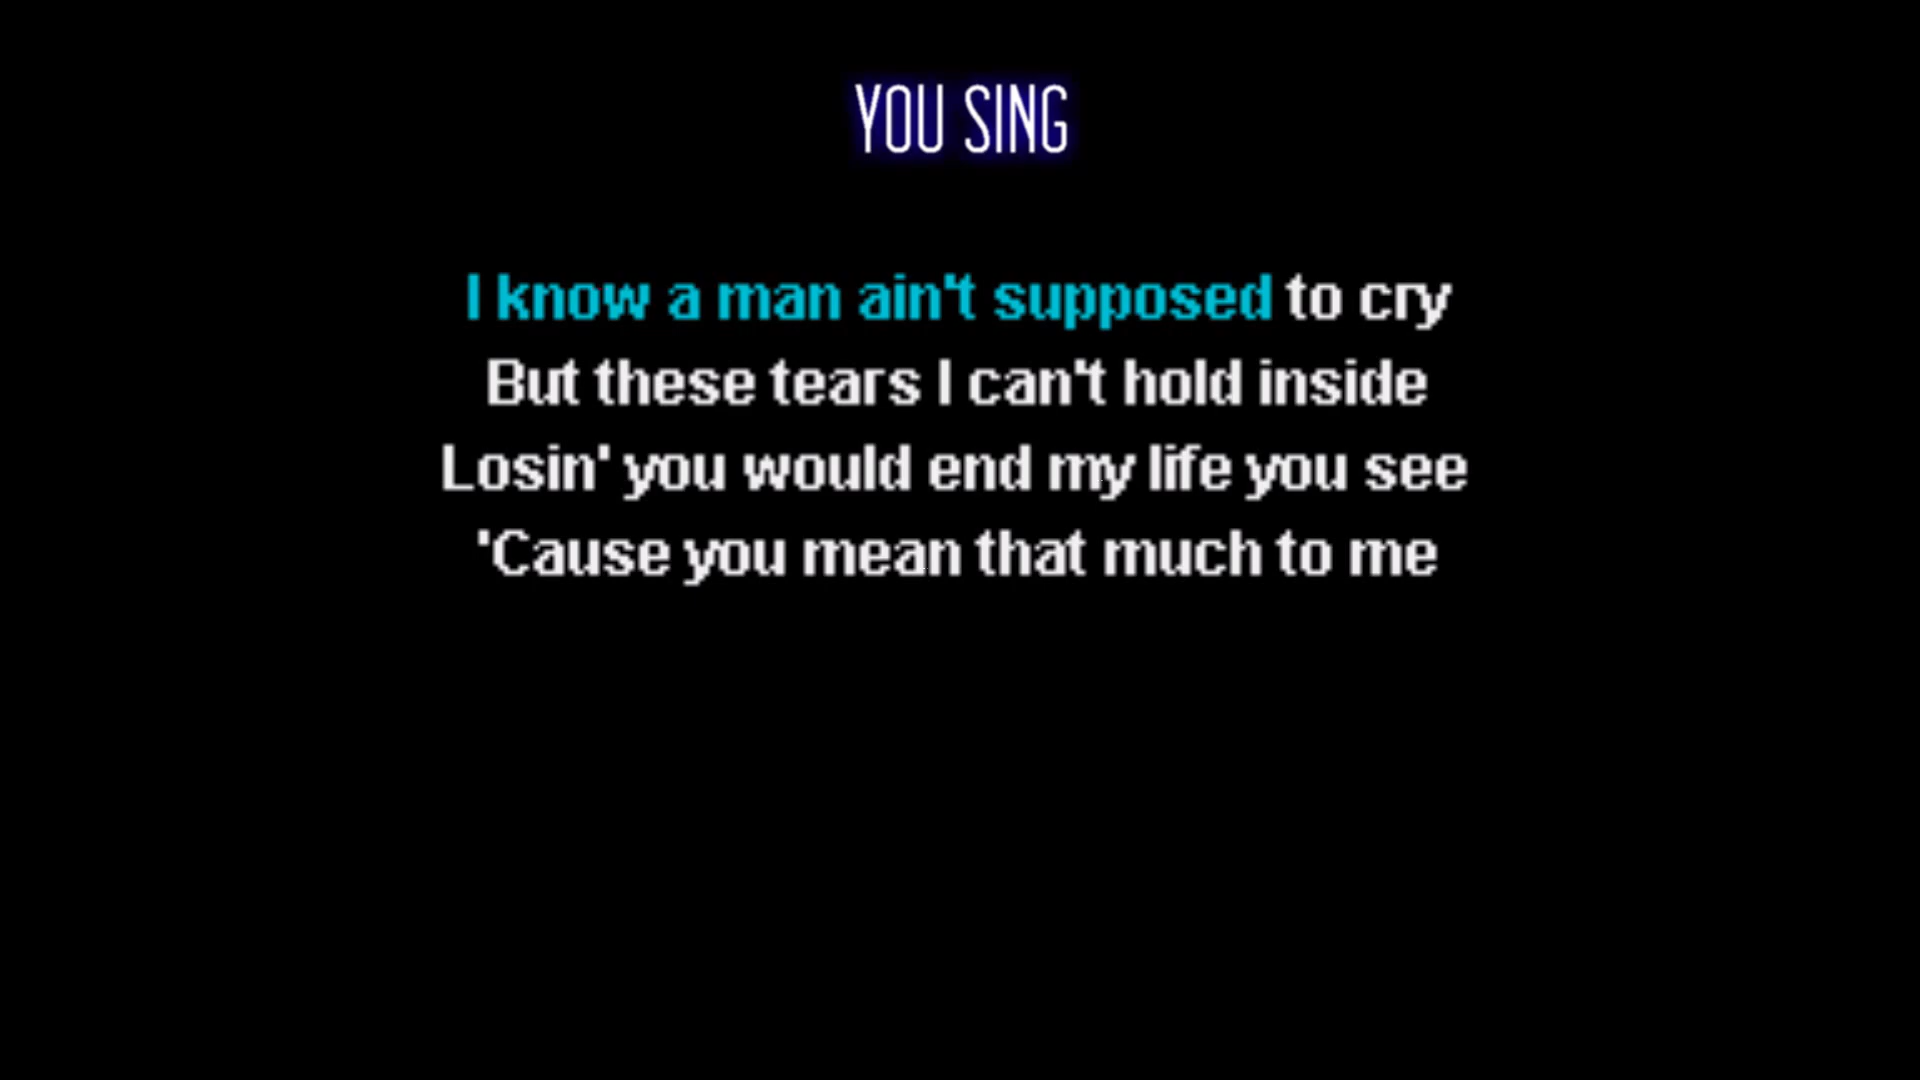 YOU SING
I know a man ain't supposed to cry
But these tears I can't hold inside
Losin' you would end my life you see
'Cause you mean that much to me